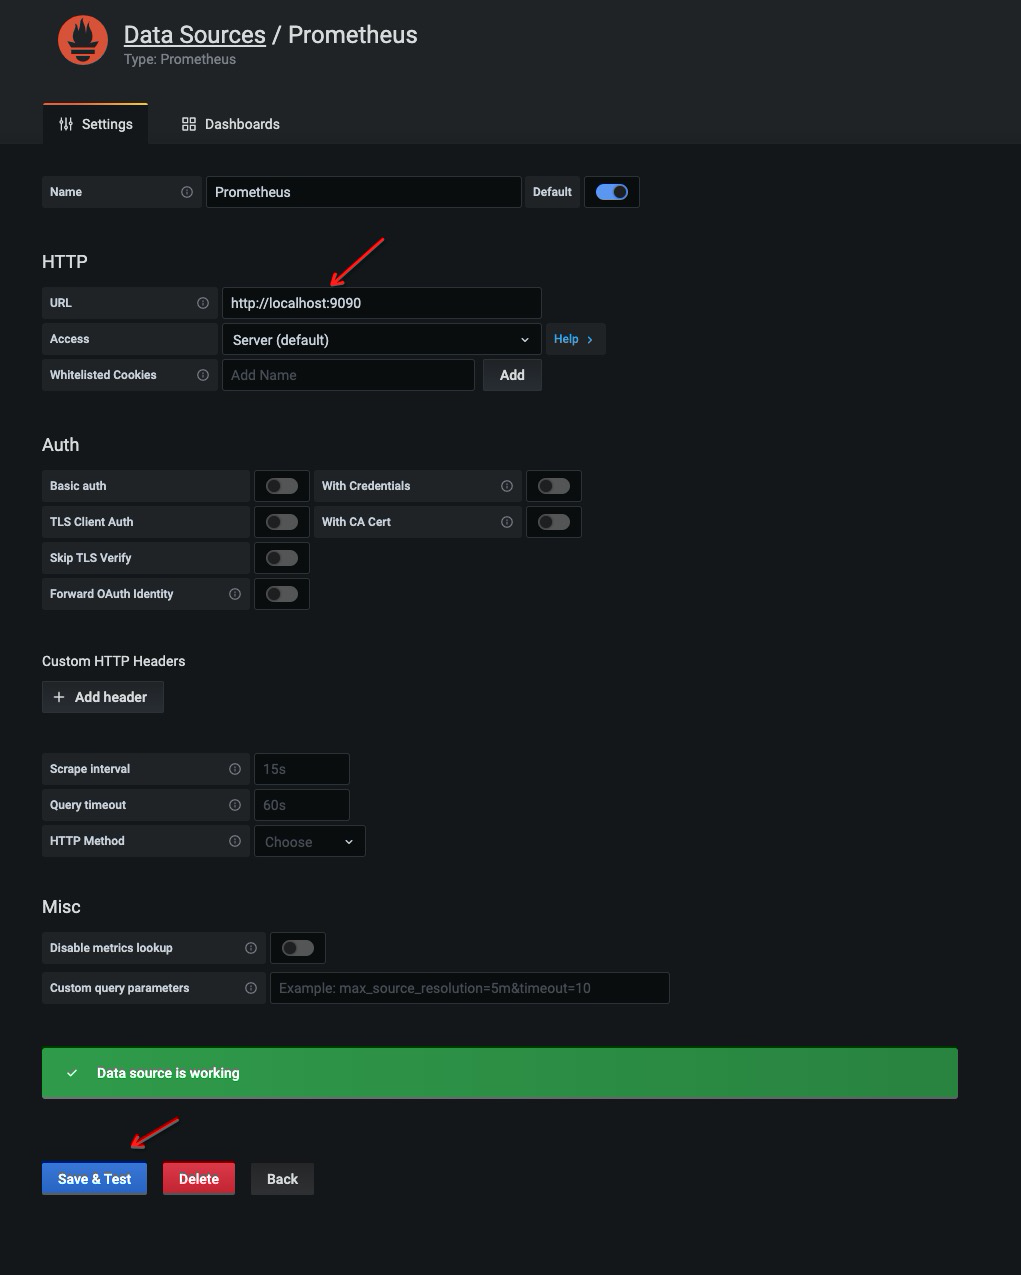 Data Sources / Prometheus
Type: Prometheus
Settings
Dashboards
Name
Prometheus
Default
HTTP
URL
http://localhost:9090
Access
Server (default)
Help
Whitelisted Cookies
Add Name
Add
Auth
Basic auth
With Credentials
TLS Client Auth
With CA Cert
Skip TLS Verify
Forward OAuth Identity
Custom HTTP Headers
Add header
Scrape interval
15s
Query timeout
60s
HTTP Method
Choose
Misc
Disable metrics lookup
Custom query parameters
Example: max_source_resolution=5m&timeout=10
Data source is working
Save & Test
Delete
Back